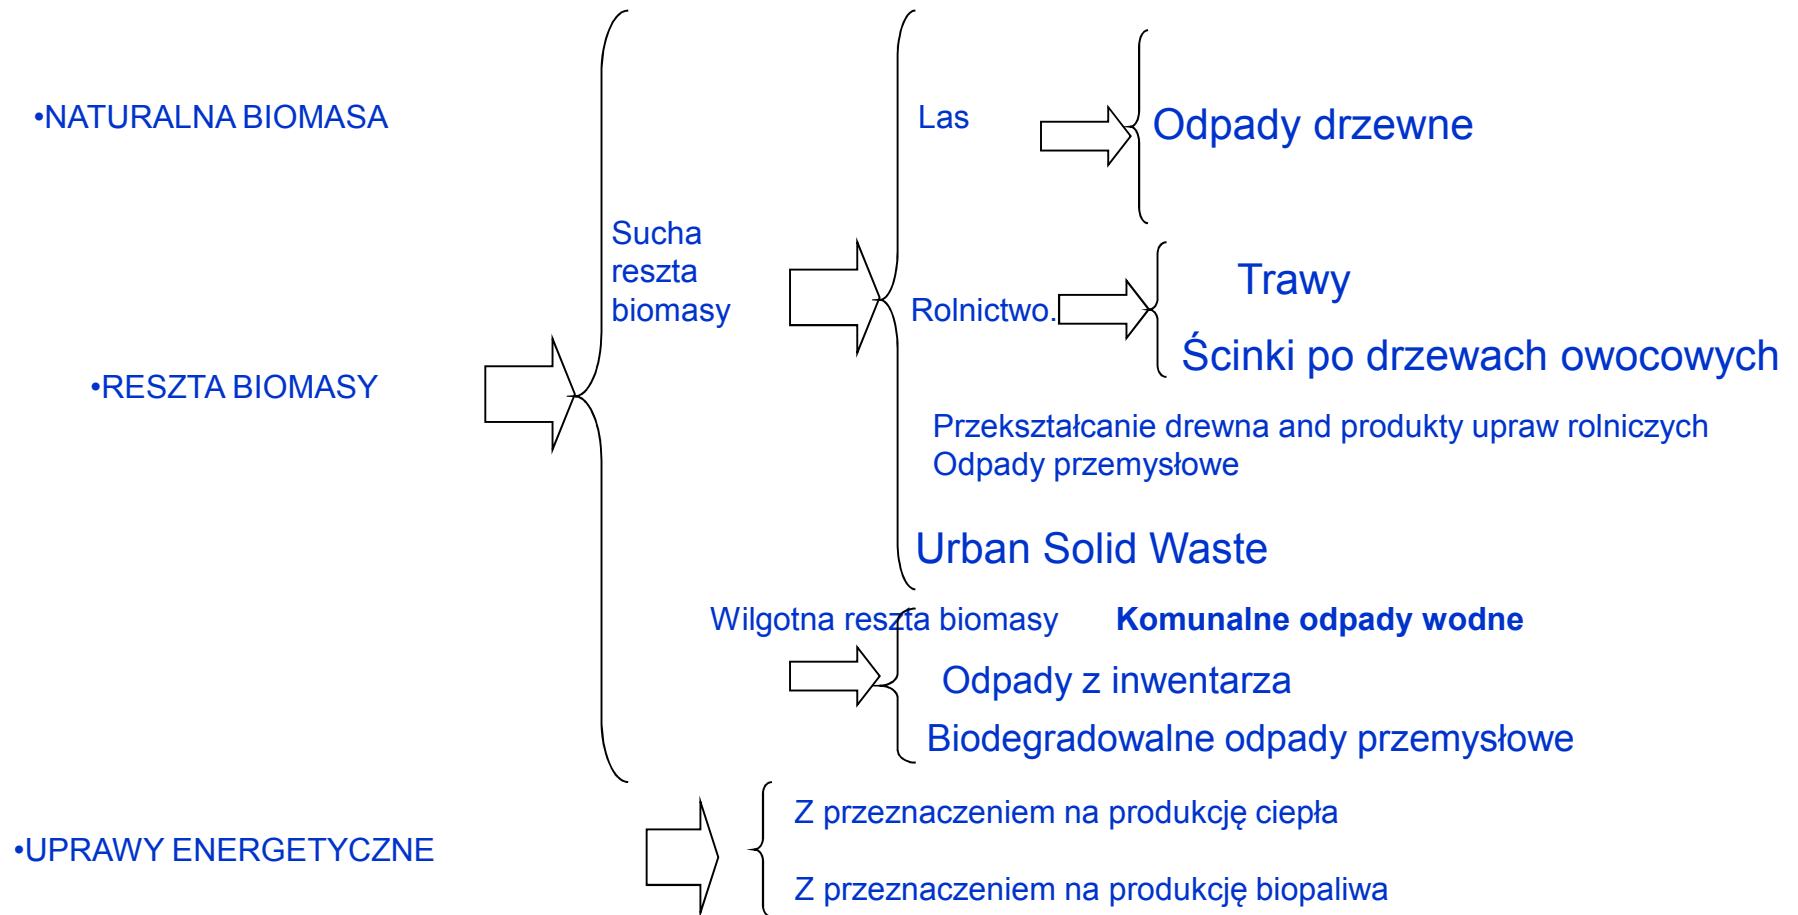 •NATURALNA BIOMASA
Las
Odpady drzewne
Sucha
reszta
biomasy
Rolnictwo.
Trawy
Ścinki po drzewach owocowych
•RESZTA BIOMASY
Przekształcanie drewna and produkty upraw rolniczych
Odpady przemysłowe
Urban Solid Waste
Wilgotna reszta biomasy
Komunalne odpady wodne
Odpady z inwentarza
Biodegradowalne odpady przemysłowe
•UPRAWY ENERGETYCZNE
Z przeznaczeniem na produkcję ciepła
Z przeznaczeniem na produkcję biopaliwa